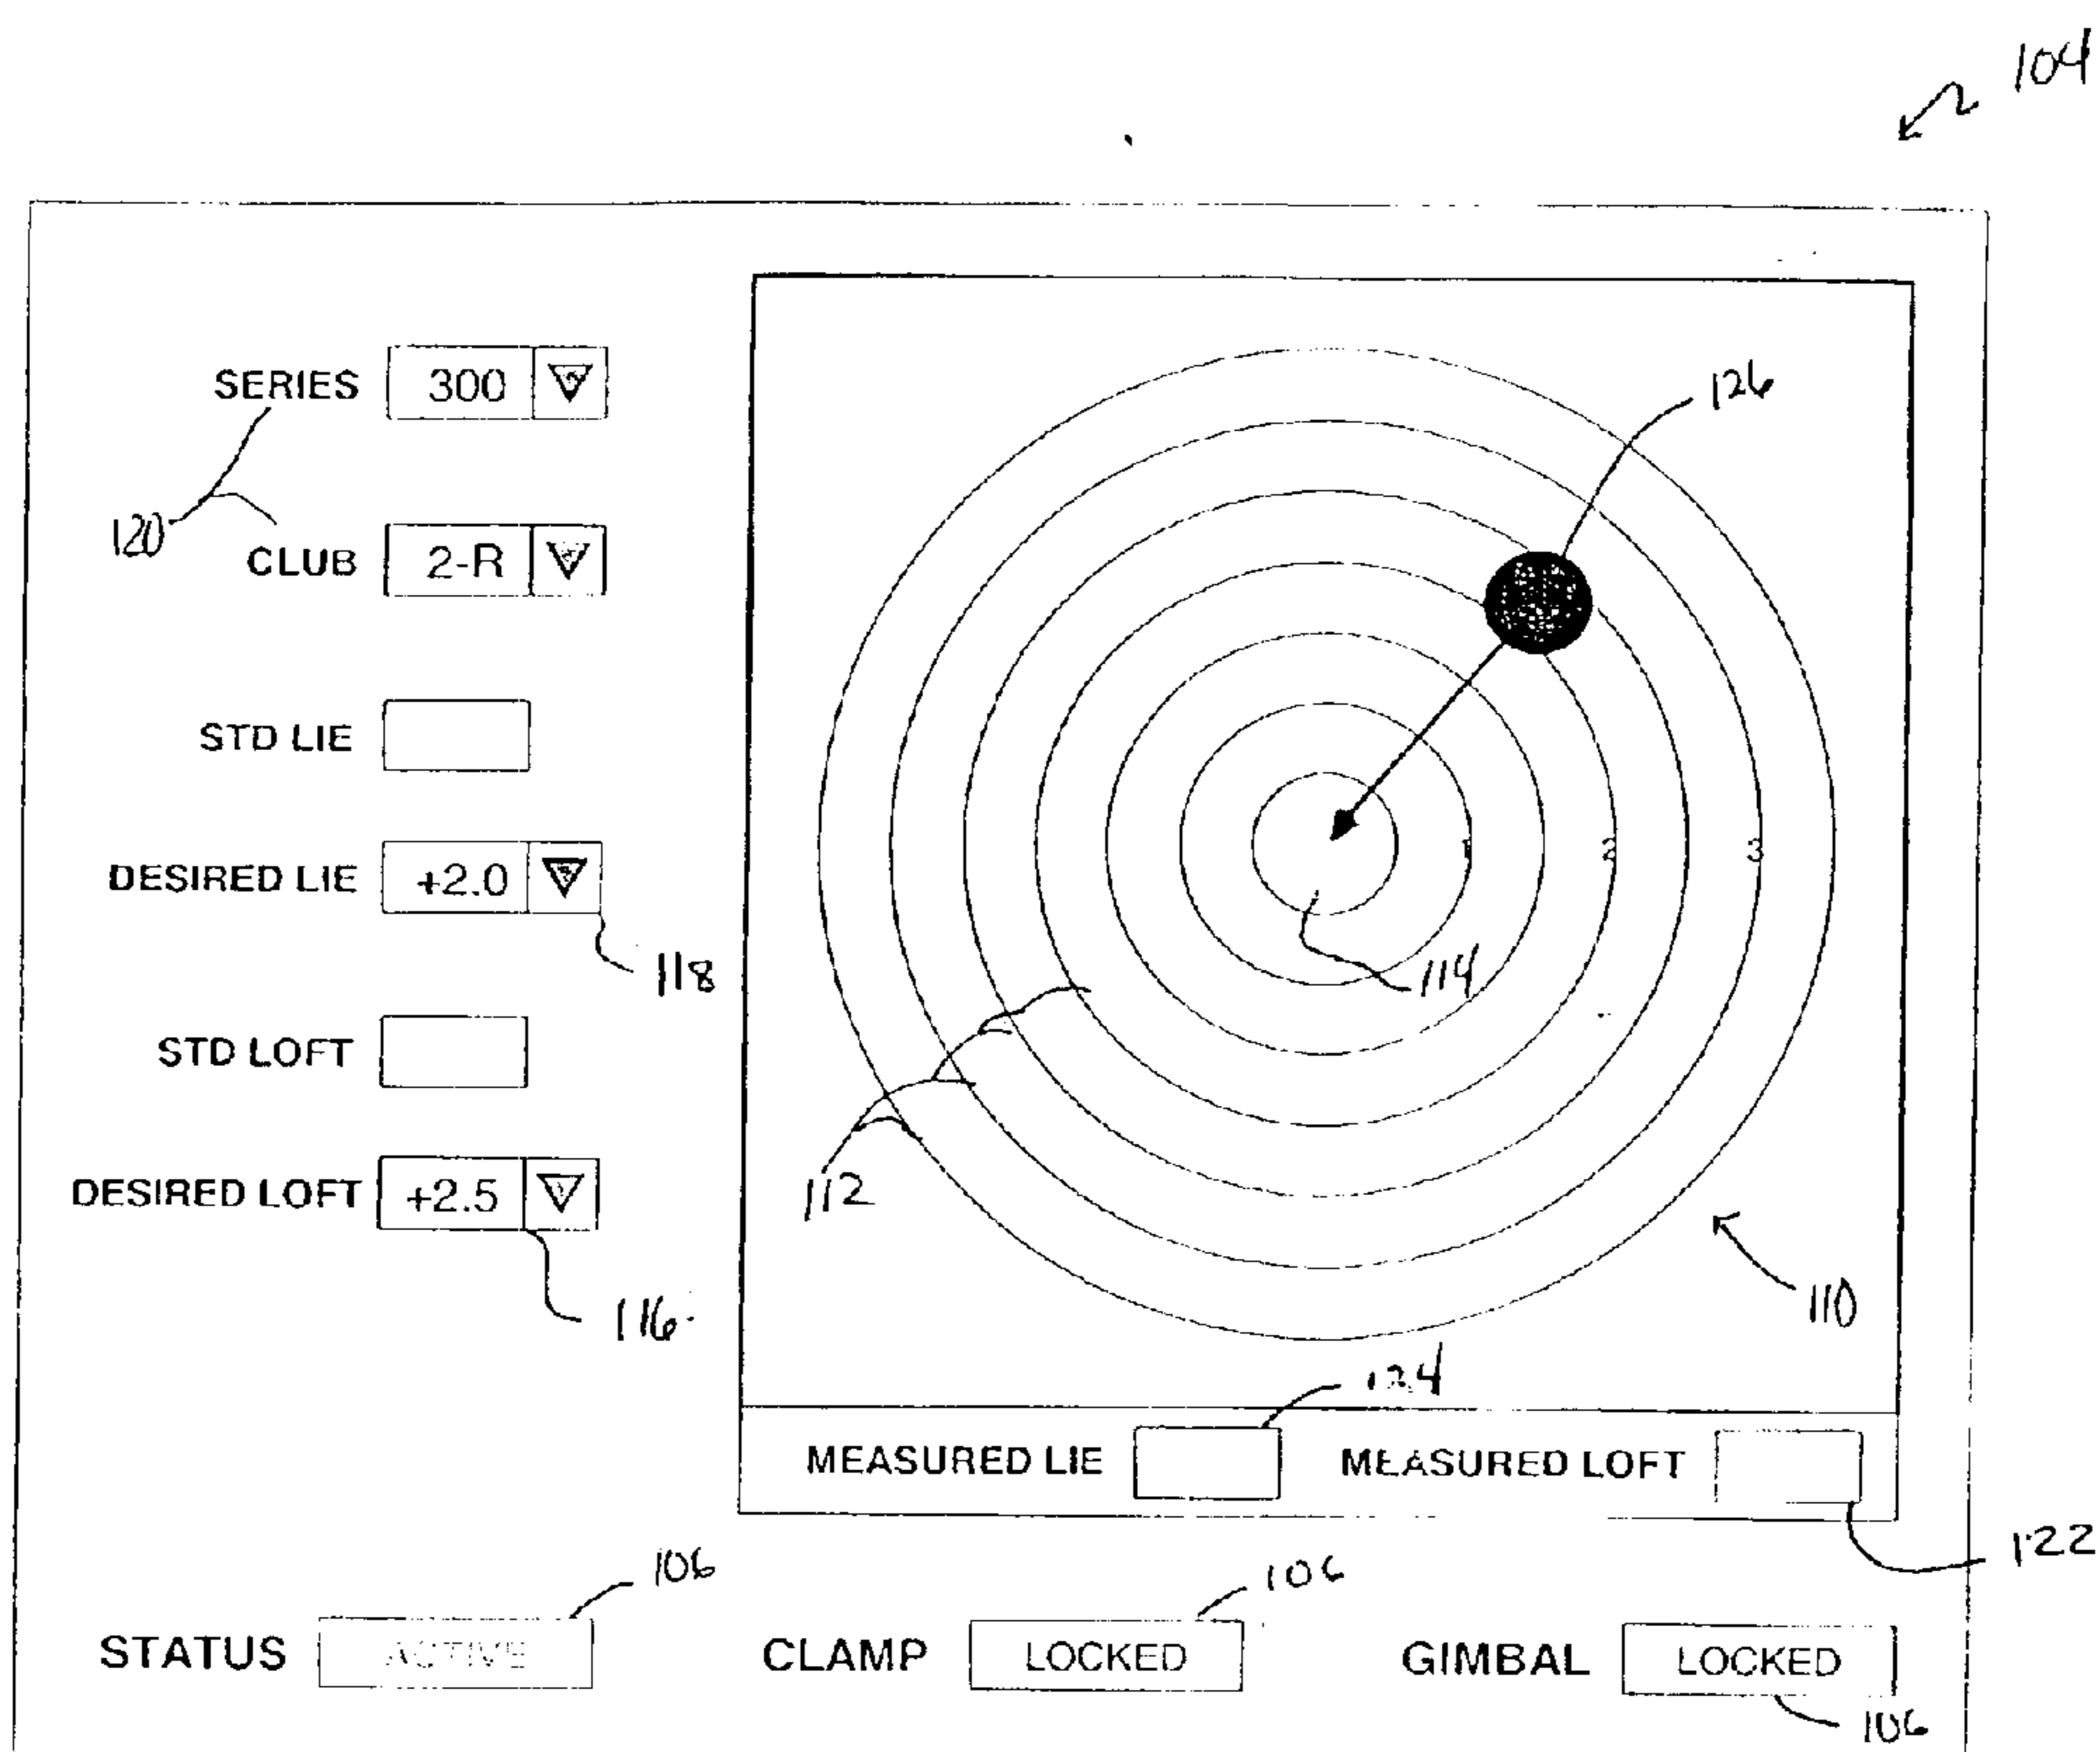 104
SERIES 300
126
120
CLUB 2-R
STD LIE
1 2 3
DESIRED LIE +2.0
118
114
STD LOFT
112
DESIRED LOFT +2.5
110
116
124
MEASURED LIE MEASURED LOFT
122
106 106
STATUS ACTIVE CLAMP LOCKED GIMBAL LOCKED
106